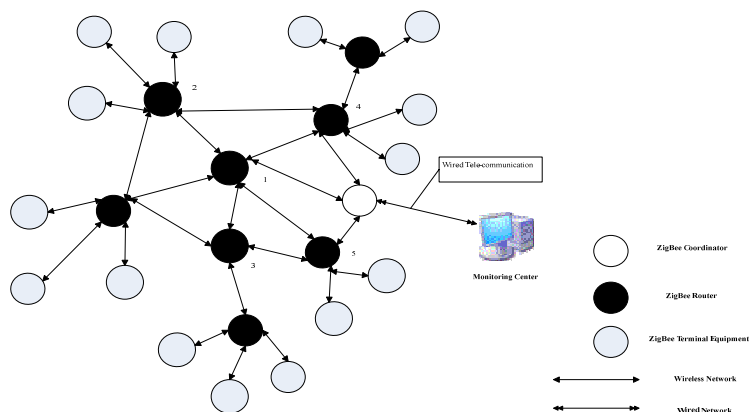 2
4
Wired Tele-communication
1
ZigBee Coordinator
5
3
Monitoring Center
ZigBee Router
ZigBee Terminal Equipment
Wireless Network
Wired Network